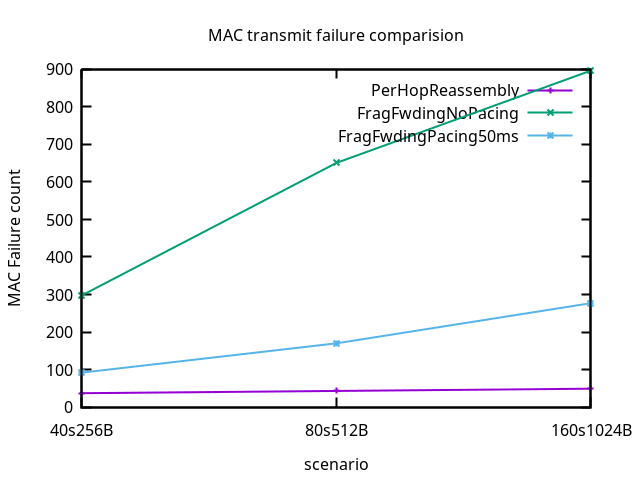 MAC transmit failure comparision
900
800
700
600
500
400
300
200
100
0
MAC Failure count
PerHopReassembly
FragFwdingNoPacing
FragFwdingPacing50ms
40s256B
80s512B
160s1024B
scenario